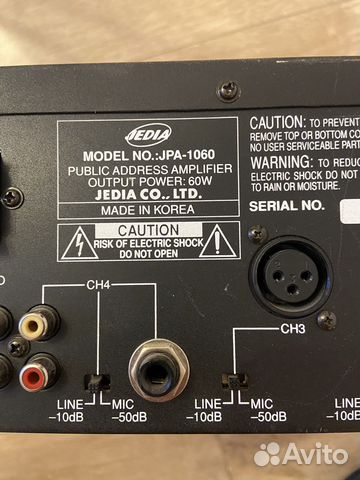 JEDIA
MODEL NO.:JPA-1060
PUBLIC ADDRESS AMPLIFIER
OUTPUT POWER: 60W
JEDIA CO., LTD.
MADE IN KOREA
CAUTION
RISK OF ELECTRIC SHOCK
DO NOT OPEN
CAUTION: TO PREVENT
REMOVE TOP OR BOTTOM CO
NO USER SERVICEABLE PAR
WARNING: TO REDUC
ELECTRIC SHOCK DO NOT
TO RAIN OR MOISTURE.
SERIAL NO.
CH4
CH3
LINE
-10dB
MIC
-50dB
LINE
-10dB
MIC
-50dB
LIN
-10d
Avito